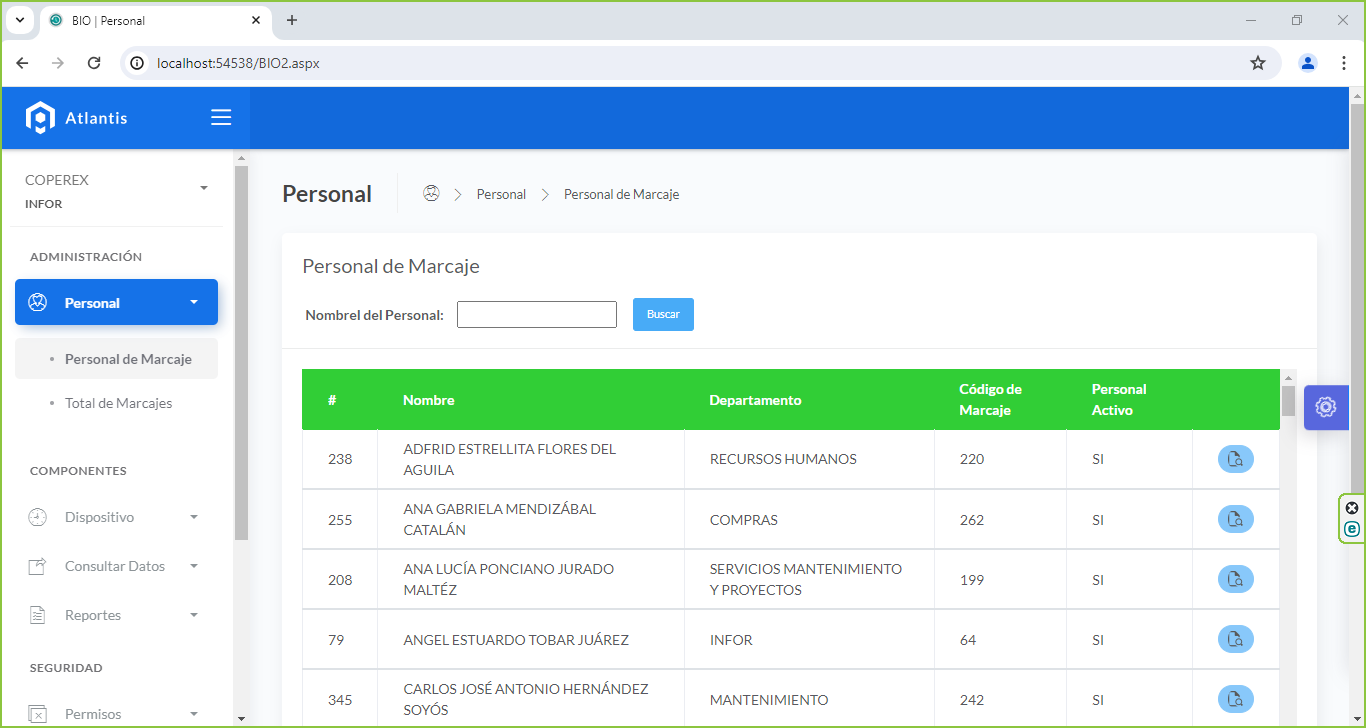 BIO | Personal
localhost:54538/BIO2.aspx
Atlantis
COPEREX
INFOR
ADMINISTRACIÓN
Personal
Personal de Marcaje
Total de Marcajes
COMPONENTES
Dispositivo
Consultar Datos
Reportes
SEGURIDAD
Permisos
Personal
Personal
Personal de Marcaje
Personal de Marcaje
Nombrel del Personal:
Buscar
# Nombre Departamento Código de Marcaje Personal Activo
238 ADFRID ESTRELLITA FLORES DEL AGUILA RECURSOS HUMANOS 220 SI
255 ANA GABRIELA MENDIZÁBAL CATALÁN COMPRAS 262 SI
208 ANA LUCÍA PONCIANO JURADO MALTÉZ SERVICIOS MANTENIMIENTO Y PROYECTOS 199 SI
79 ANGEL ESTUARDO TOBAR JUÁREZ INFOR 64 SI
345 CARLOS JOSÉ ANTONIO HERNÁNDEZ SOYÓS MANTENIMIENTO 242 SI